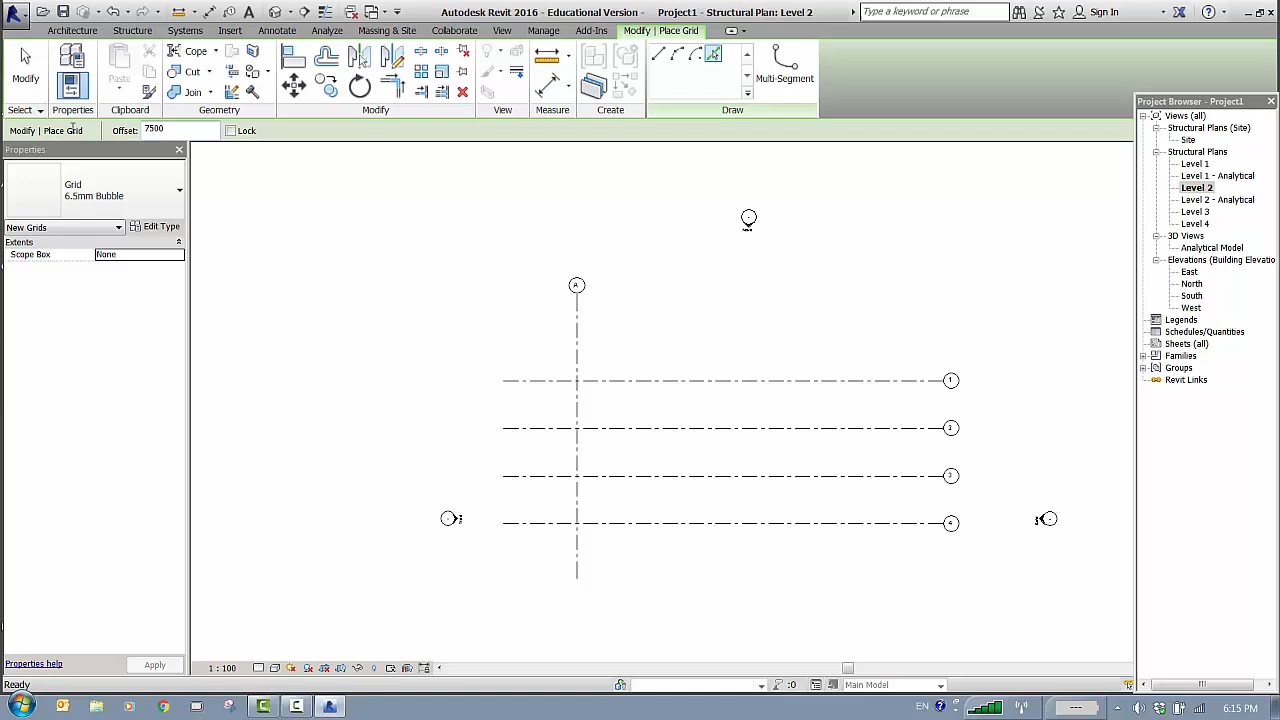 Autodesk Revit 2016 - Educational Version - Project1 - Structural Plan: Level 2
Type a keyword or phrase
Sign In
Architecture Structure Systems Insert Annotate Analyze Massing & Site Collaborate View Manage Add-Ins Modify | Place Grid
Modify
Paste
Cope
Cut
Join
Multi-Segment
Select Properties Clipboard Geometry Modify View Measure Create Draw
Modify | Place Grid Offset: 7500 Lock
Properties
Grid
6.5mm Bubble
New Grids Edit Type
Extents
Scope Box None
A
1
2
3
4
Project Browser - Project1
Views (all)
Structural Plans (Site)
Site
Structural Plans
Level 1
Level 1 - Analytical
Level 2
Level 2 - Analytical
Level 3
Level 4
3D Views
Analytical Model
Elevations (Building Elevatio
East
North
South
West
Legends
Schedules/Quantities
Sheets (all)
Families
Groups
Revit Links
Properties help Apply
1 : 100
Ready :0 Main Model
EN 6:15 PM